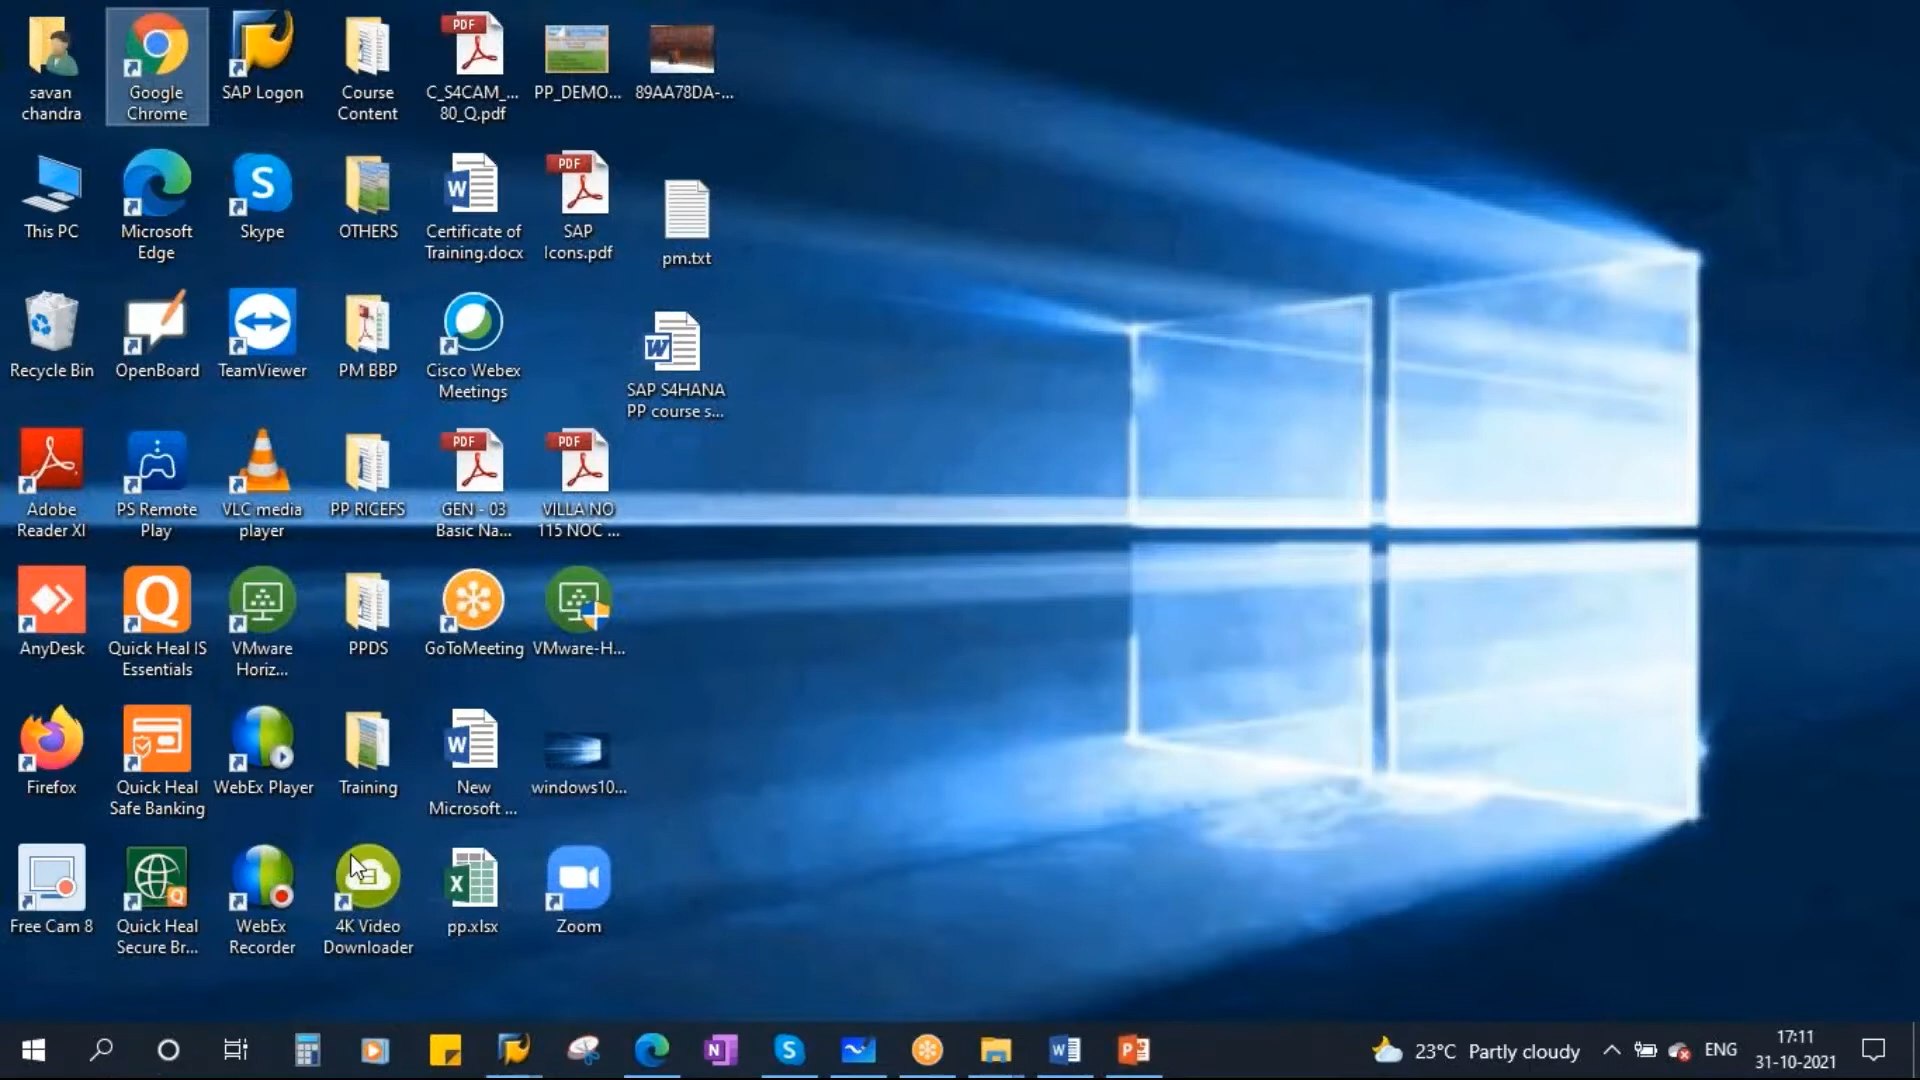 savan
chandra
Google
Chrome
SAP Logon
Course
Content
PDF
C_S4CAM_...
80_Q.pdf
PP_DEMO...
89AA78DA-...
This PC
Microsoft
Edge
S
Skype
OTHERS
W
Certificate of
Training.docx
PDF
SAP
Icons.pdf
pm.txt
Recycle Bin
OpenBoard
TeamViewer
PM BBP
Cisco Webex
Meetings
W
SAP S4HANA
PP course s...
Adobe
Reader XI
PS Remote
Play
VLC media
player
PP RICEFS
PDF
GEN - 03
Basic Na...
PDF
VILLA NO
115 NOC ...
AnyDesk
Q
Quick Heal IS
Essentials
VMware
Horiz...
PPDS
GoToMeeting
VMware-H...
Firefox
Quick Heal
Safe Banking
WebEx Player
Training
W
New
Microsoft ...
windows10...
Free Cam 8
Q
Quick Heal
Secure Br...
WebEx
Recorder
4K Video
Downloader
X
pp.xlsx
Zoom
N
S
W
P
23°C Partly cloudy
ENG
17:11
31-10-2021